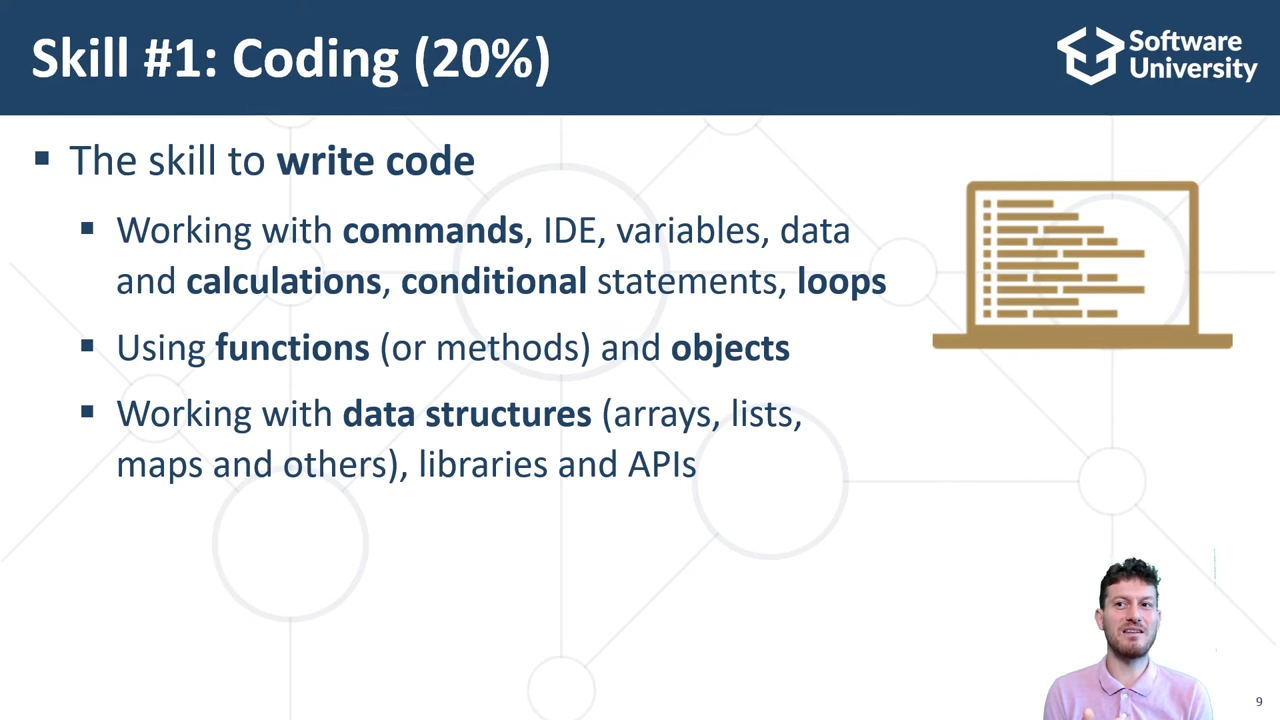 Skill #1: Coding (20%)
Software
University
▪ The skill to write code
▪ Working with commands, IDE, variables, data
and calculations, conditional statements, loops
▪ Using functions (or methods) and objects
▪ Working with data structures (arrays, lists,
maps and others), libraries and APIs
9